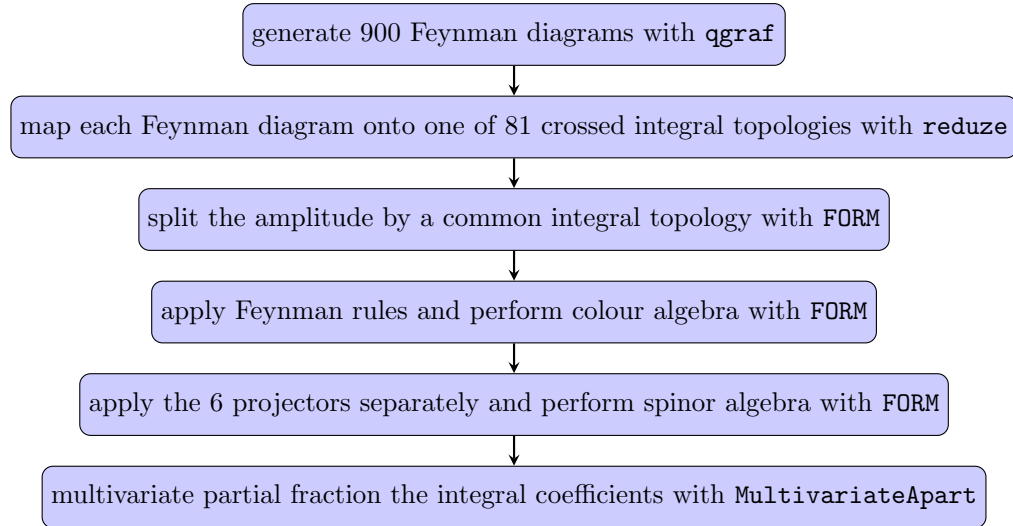 generate 900 Feynman diagrams with qgraf
map each Feynman diagram onto one of 81 crossed integral topologies with reduze
split the amplitude by a common integral topology with FORM
apply Feynman rules and perform colour algebra with FORM
apply the 6 projectors separately and perform spinor algebra with FORM
multivariate partial fraction the integral coefficients with MultivariateApart